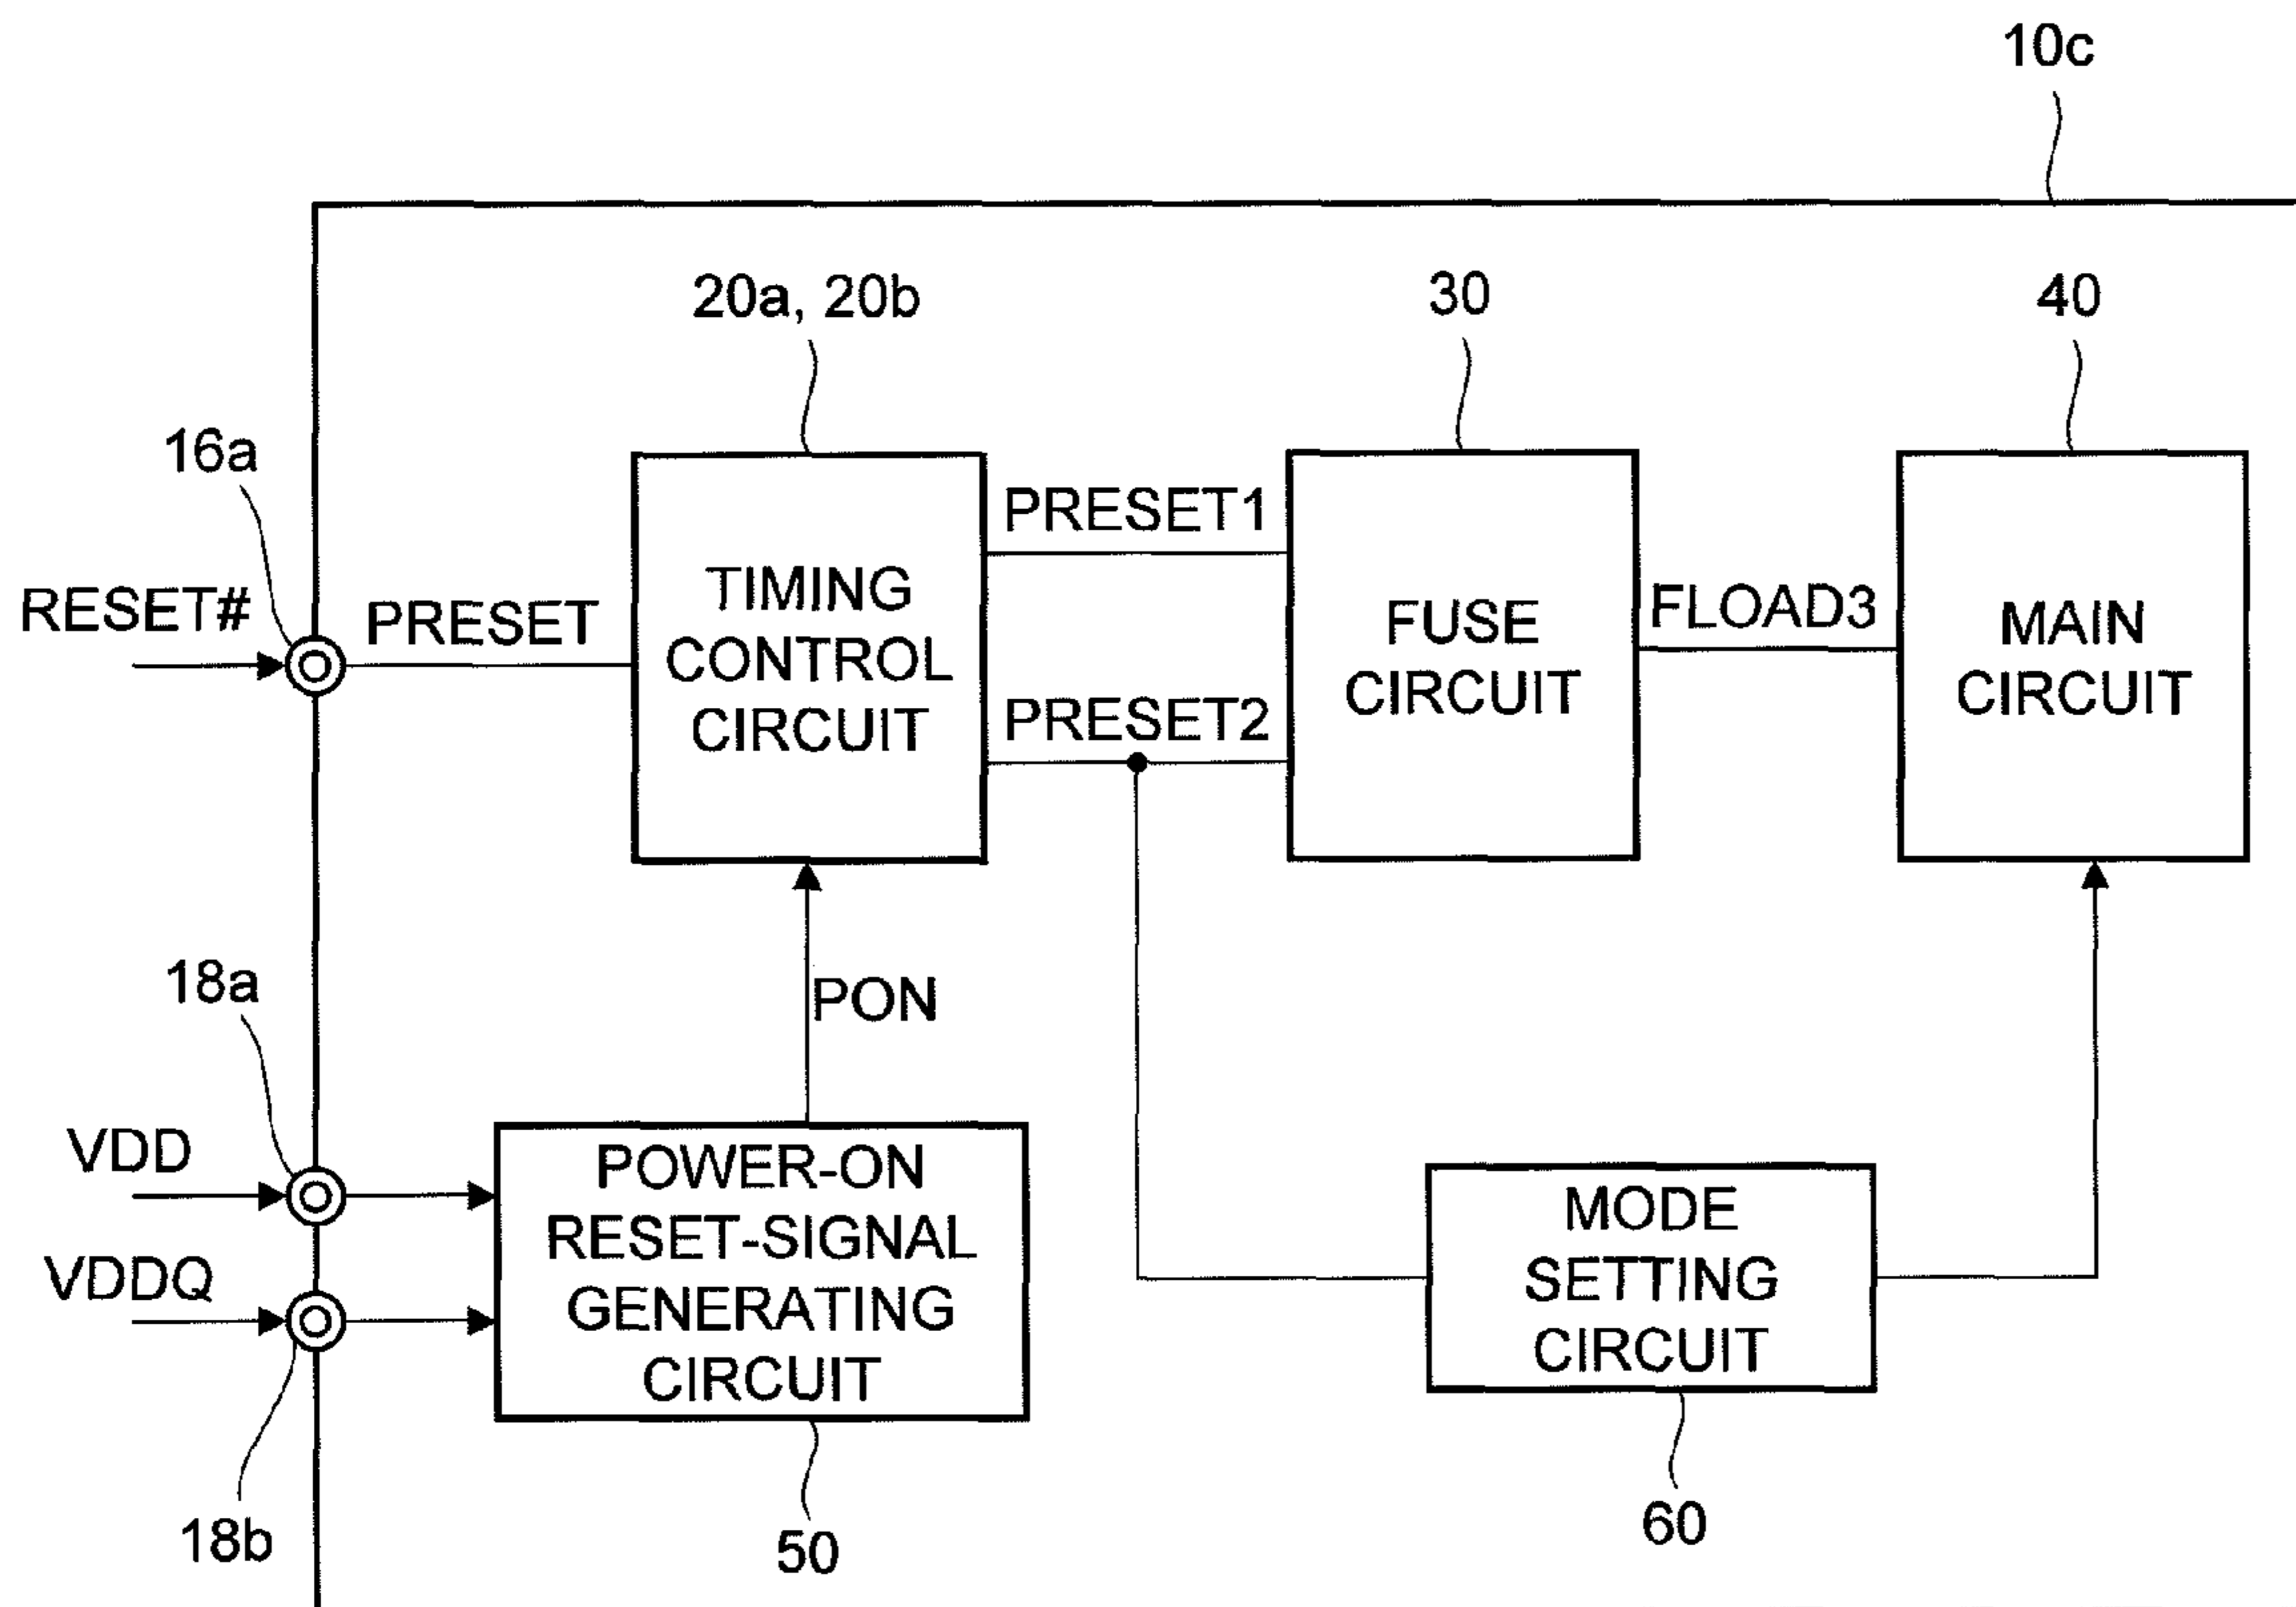 10c
20a, 20b
30
40
16a
RESET#
PRESET
TIMING
CONTROL
CIRCUIT
PRESET1
PRESET2
FUSE
CIRCUIT
FLOAD3
MAIN
CIRCUIT
18a
PON
VDD
VDDQ
18b
POWER-ON
RESET-SIGNAL
GENERATING
CIRCUIT
50
MODE
SETTING
CIRCUIT
60